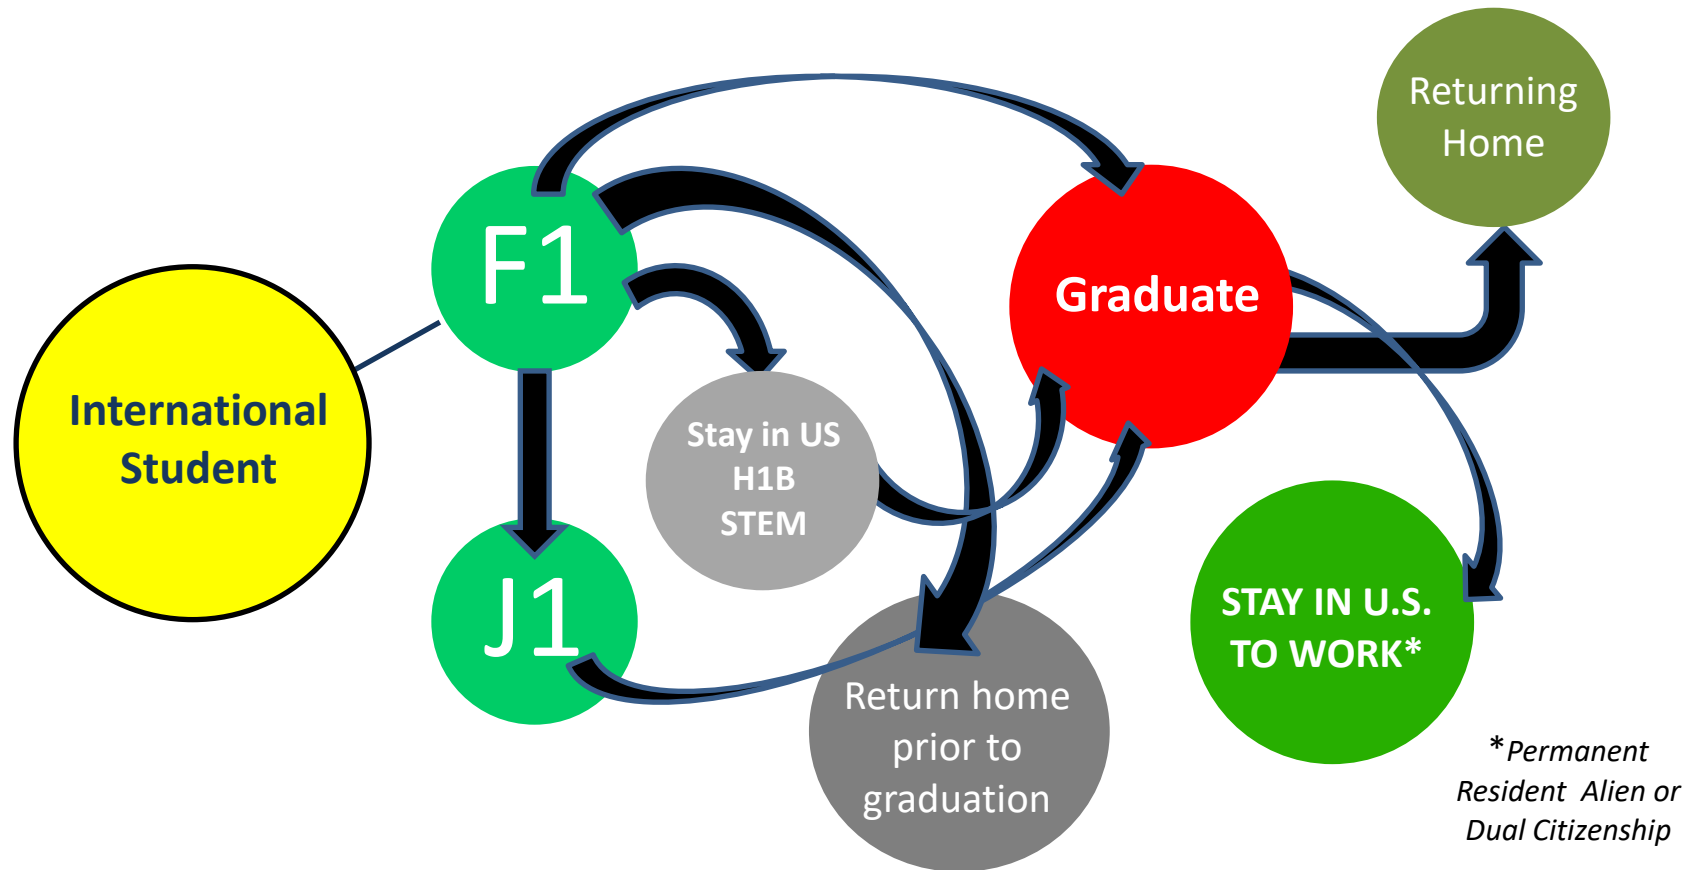 International
Student
F1
J1
Stay in US
H1B
STEM
Return home
prior to
graduation
Graduate
Returning
Home
STAY IN U.S.
TO WORK*
*Permanent
Resident Alien or
Dual Citizenship